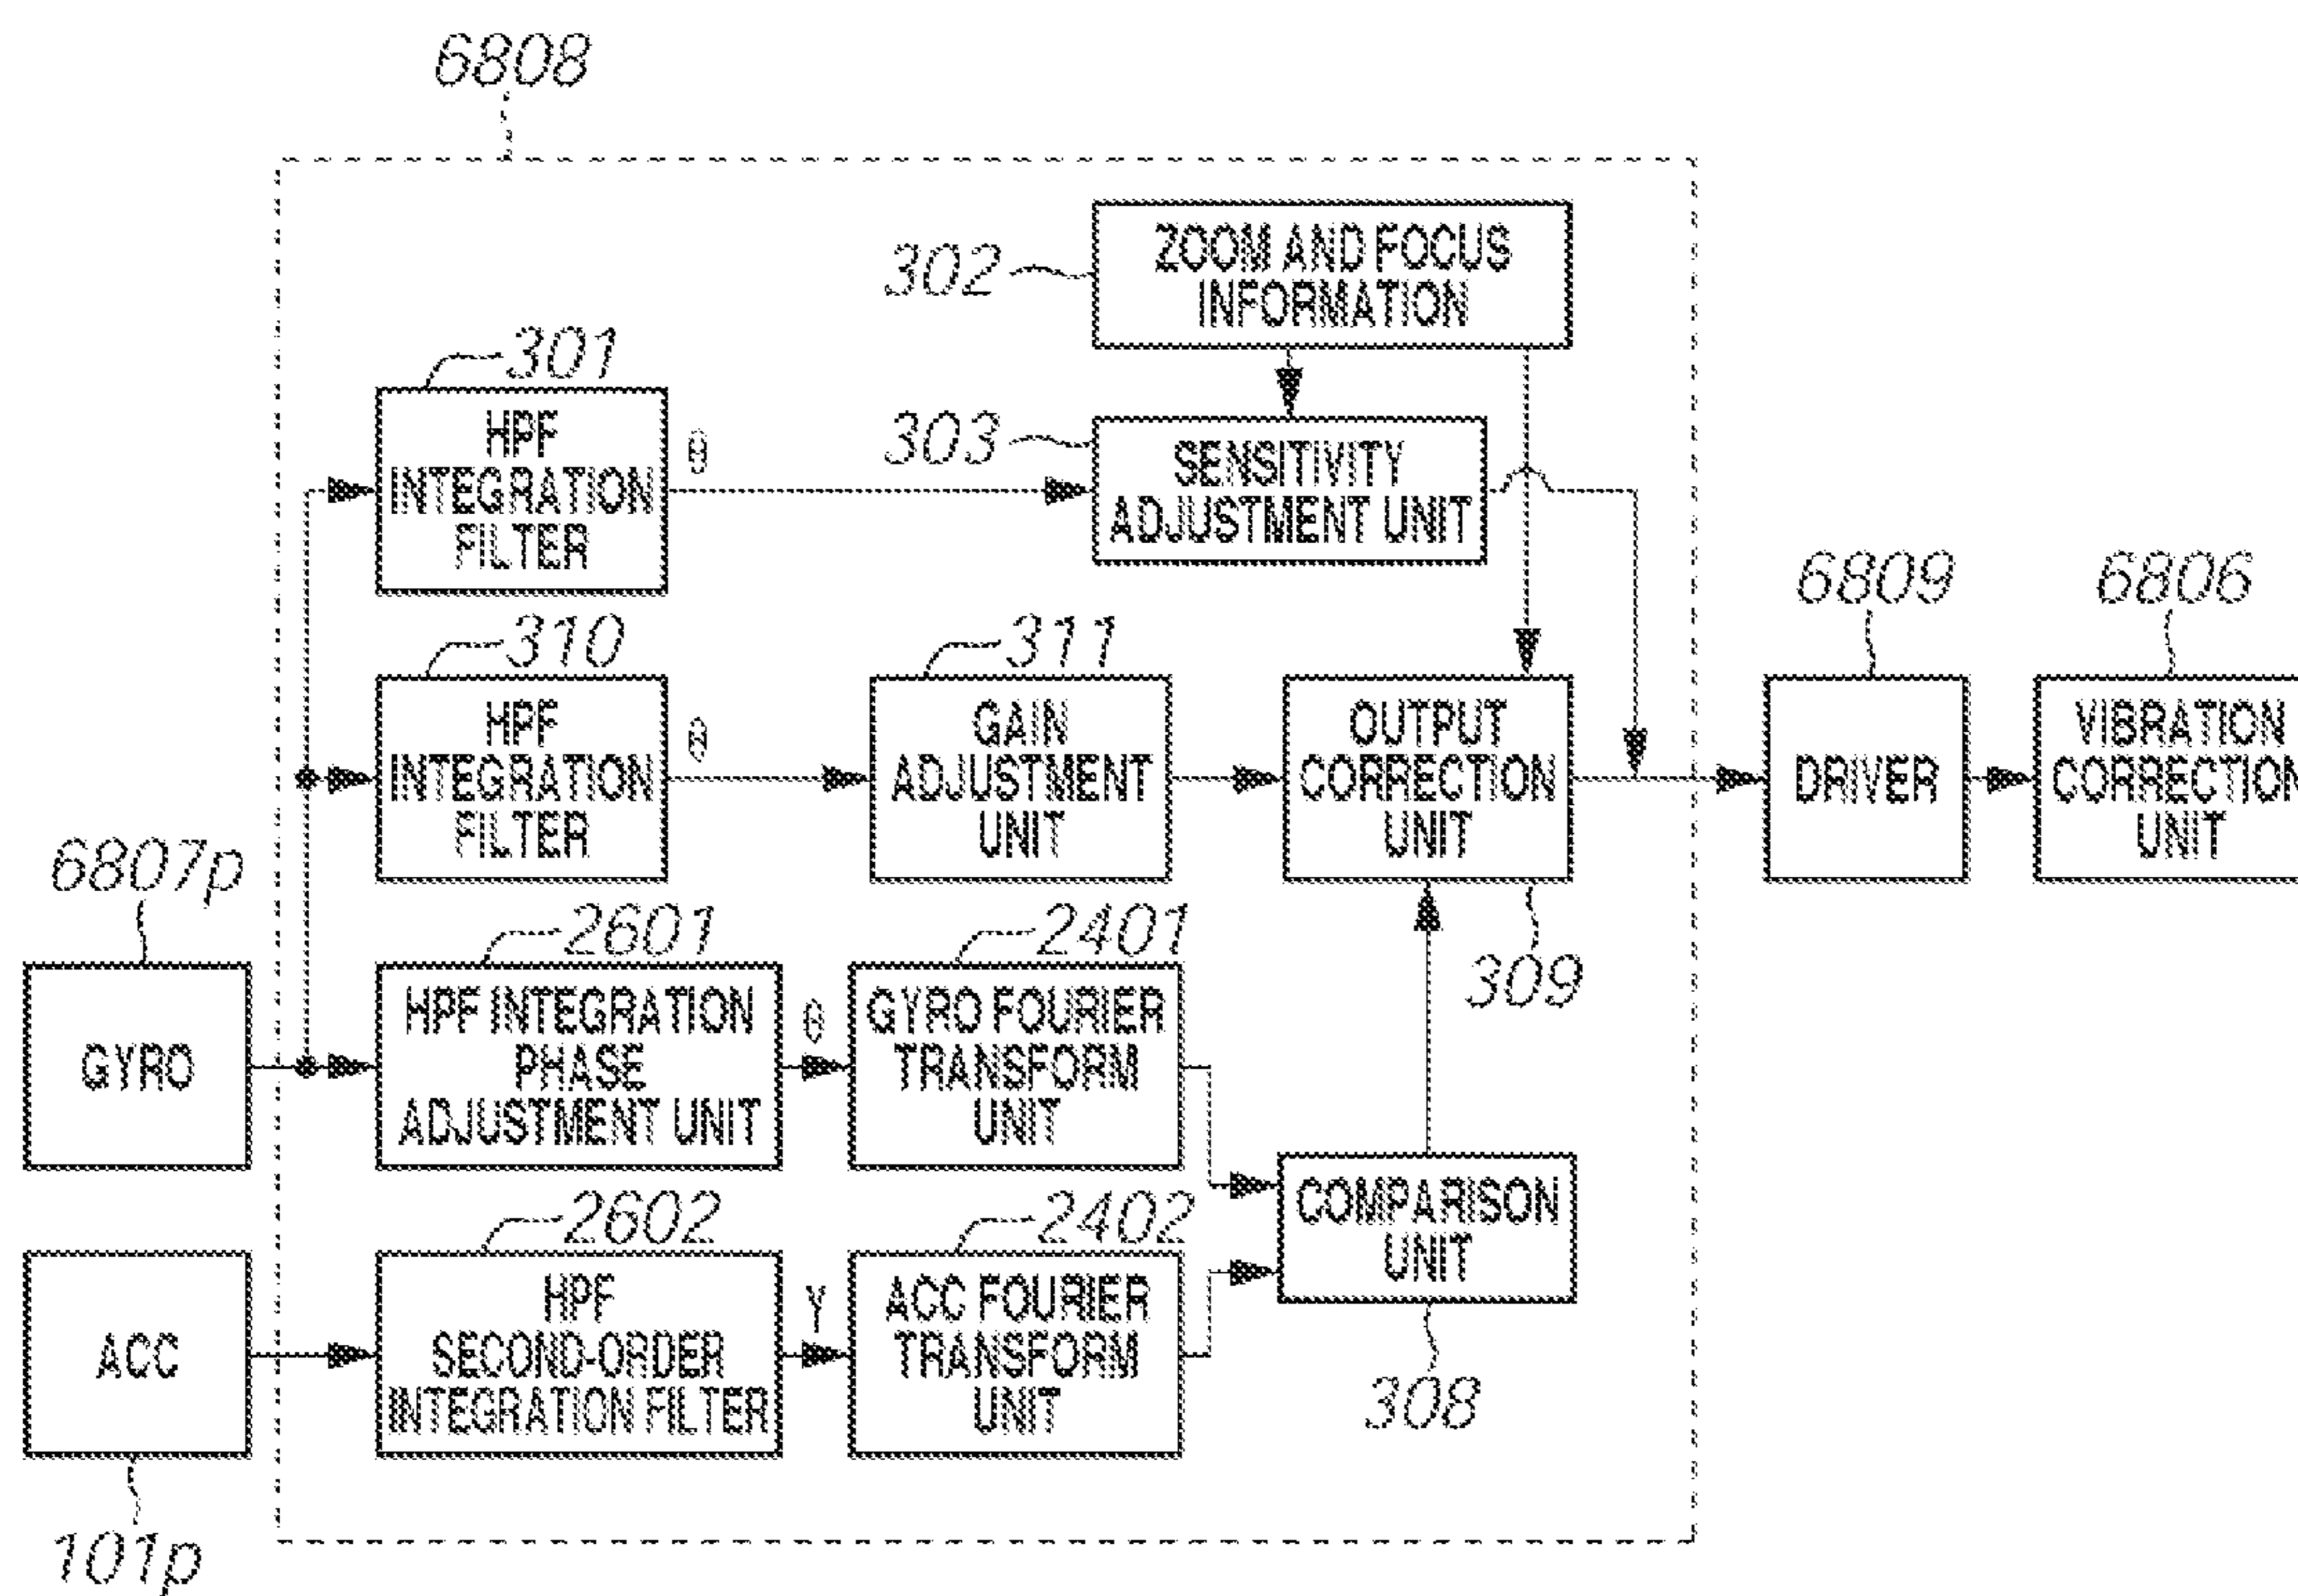 6808
302
ZOOM AND FOCUS
INFORMATION
301
HPF
INTEGRATION
FILTER
θ
303
SENSITIVITY
ADJUSTMENT UNIT
310
HPF
INTEGRATION
FILTER
θ
311
GAIN
ADJUSTMENT
UNIT
OUTPUT
CORRECTION
UNIT
309
6809
DRIVER
6806
VIBRATION
CORRECTION
UNIT
6807p
GYRO
2601
HPF INTEGRATION
PHASE
ADJUSTMENT UNIT
θ
2401
GYRO FOURIER
TRANSFORM
UNIT
ACC
101p
2602
HPF
SECOND-ORDER
INTEGRATION FILTER
Y
2402
ACC FOURIER
TRANSFORM
UNIT
COMPARISON
UNIT
308